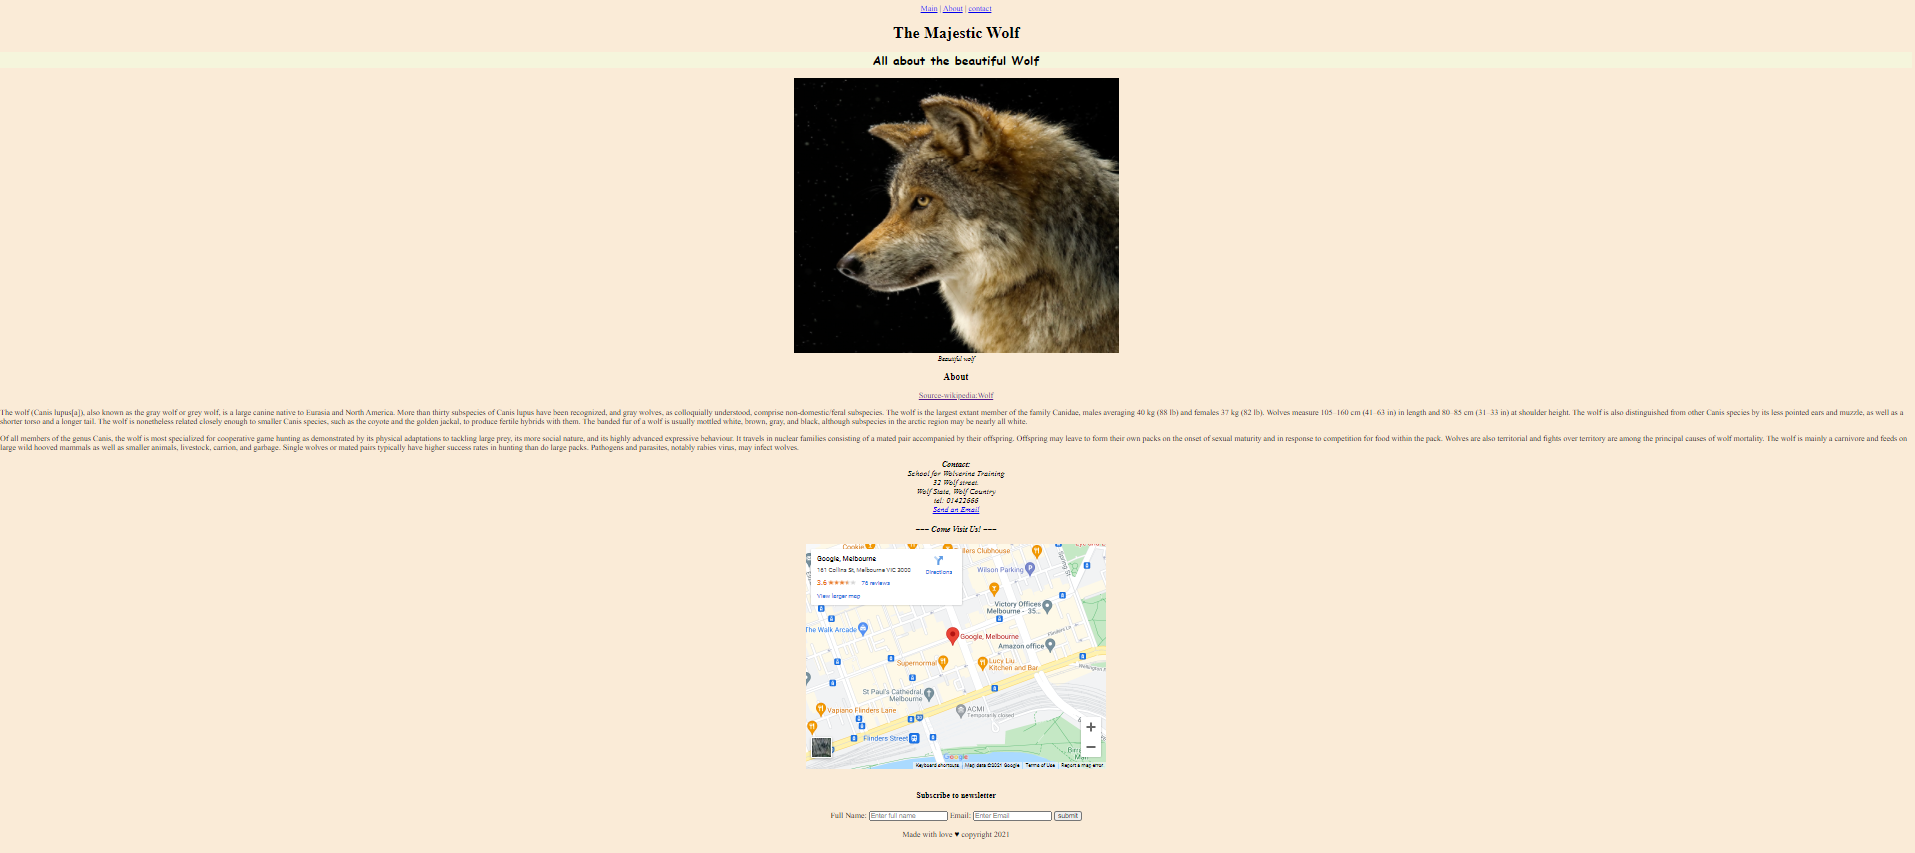 Main | About | contact
The Majestic Wolf
All about the beautiful Wolf
Beautiful wolf
About
Source-wikipedia:Wolf
The wolf (Canis lupus[a]), also known as the gray wolf or grey wolf, is a large canine native to Eurasia and North America. More than thirty subspecies of Canis lupus have been recognized, and gray wolves, as colloquially understood, comprise non-domestic/feral subspecies. The wolf is the largest extant member of the family Canidae, males averaging 40 kg (88 lb) and females 37 kg (82 lb). Wolves measure 105–160 cm (41–63 in) in length and 80–85 cm (31–33 in) at shoulder height. The wolf is also distinguished from other Canis species by its less pointed ears and muzzle, as well as a
shorter torso and a longer tail. The wolf is nonetheless related closely enough to smaller Canis species, such as the coyote and the golden jackal, to produce fertile hybrids with them. The banded fur of a wolf is usually mottled white, brown, gray, and black, although subspecies in the arctic region may be nearly all white.
Of all members of the genus Canis, the wolf is most specialized for cooperative game hunting as demonstrated by its physical adaptations to tackling large prey, its more social nature, and its highly advanced expressive behaviour. It travels in nuclear families consisting of a mated pair accompanied by their offspring. Offspring may leave to form their own packs on the onset of sexual maturity and in response to competition for food within the pack. Wolves are also territorial and fights over territory are among the principal causes of wolf mortality. The wolf is mainly a carnivore and feeds on
large wild hooved mammals as well as smaller animals, livestock, carrion, and garbage. Single wolves or mated pairs typically have higher success rates in hunting than do large packs. Pathogens and parasites, notably rabies virus, may infect wolves.
Contact:
School for Wolverine Training
32 Wolf street.
Wolf State, Wolf Country
tel: 01422666
Send an Email
~~~ Come Visit Us! ~~~
Cookie
Clubhouse
Google, Melbourne
161 Collins St, Melbourne VIC 3000
Directions
3.6 ★★★★★ 78 reviews
View larger map
Wilson Parking
Spring St
Victory Offices
Melbourne - 35...
The Walk Arcade
Google, Melbourne
Flinders Ln
Amazon office
Supernormal
Lucy Liu
Kitchen and Bar
St Paul's Cathedral,
Melbourne
Vapiano Flinders Lane
ACMI
Temporarily closed
Flinders Street
Google
Keyboard shortcuts Map data ©2021 Google Terms of Use Report a map error
Subscribe to newsletter
Full Name: Enter full name Email: Enter Email submit
Made with love ♥ copyright 2021